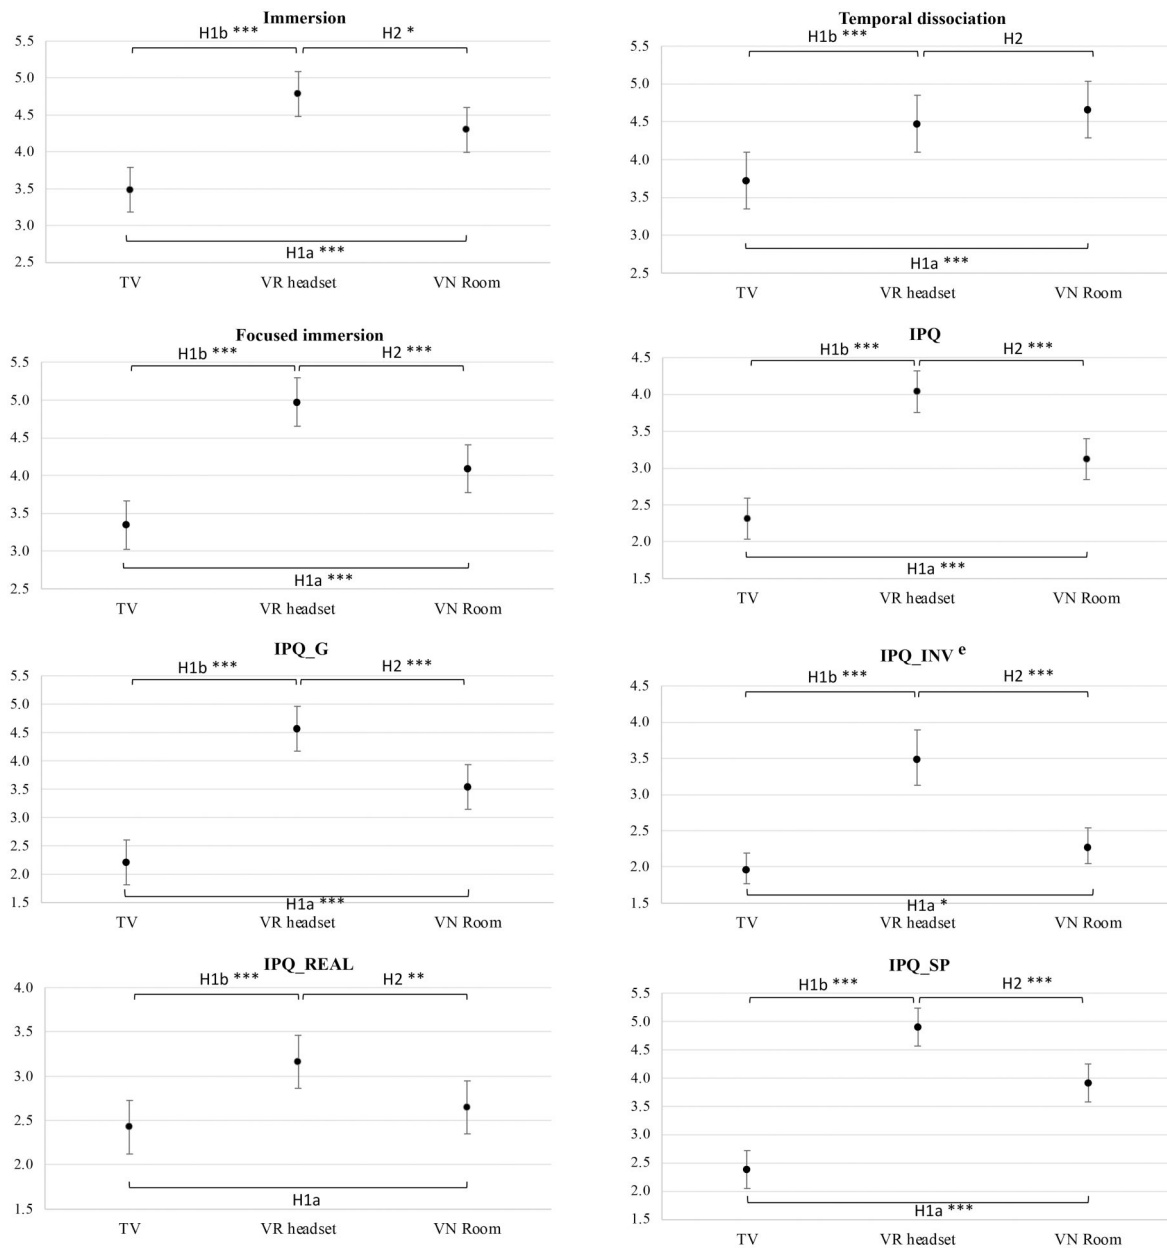 Immersion
H1b ***
H2 *
5.5
5.0
4.5
4.0
3.5
3.0
2.5
H1a ***
TV
VR headset
VN Room
Temporal dissociation
H1b ***
H2
5.5
5.0
4.5
4.0
3.5
3.0
2.5
H1a ***
TV
VR headset
VN Room
Focused immersion
H1b ***
H2 ***
5.5
5.0
4.5
4.0
3.5
3.0
2.5
H1a ***
TV
VR headset
VN Room
IPQ
H1b ***
H2 ***
4.5
4.0
3.5
3.0
2.5
2.0
1.5
H1a ***
TV
VR headset
VN Room
IPQ_G
H1b ***
H2 ***
5.5
5.0
4.5
4.0
3.5
3.0
2.5
2.0
1.5
H1a ***
TV
VR headset
VN Room
IPQ_INV e
H1b ***
H2 ***
4.5
4.0
3.5
3.0
2.5
2.0
1.5
H1a *
TV
VR headset
VN Room
IPQ_REAL
H1b ***
H2 **
4.0
3.5
3.0
2.5
2.0
1.5
H1a
TV
VR headset
VN Room
IPQ_SP
H1b ***
H2 ***
5.5
5.0
4.5
4.0
3.5
3.0
2.5
2.0
1.5
H1a ***
TV
VR headset
VN Room